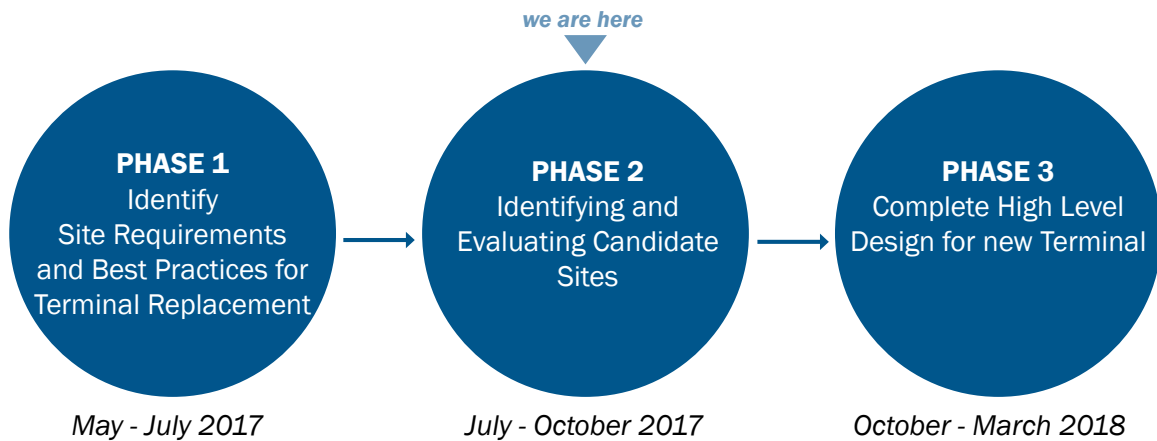 we are here
PHASE 1
Identify
Site Requirements
and Best Practices for
Terminal Replacement
PHASE 2
Identifying and
Evaluating Candidate
Sites
PHASE 3
Complete High Level
Design for new Terminal
May - July 2017
July - October 2017
October - March 2018